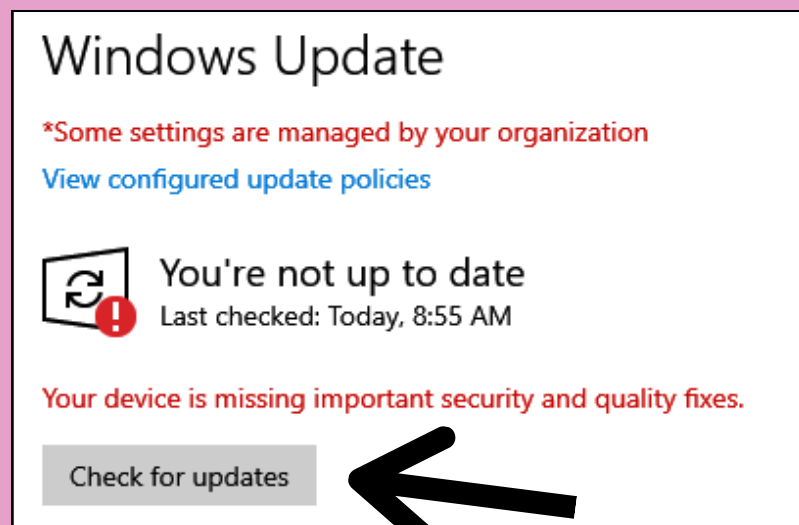 Windows Update
*Some settings are managed by your organization
View configured update policies
You're not up to date
Last checked: Today, 8:55 AM
Your device is missing important security and quality fixes.
Check for updates